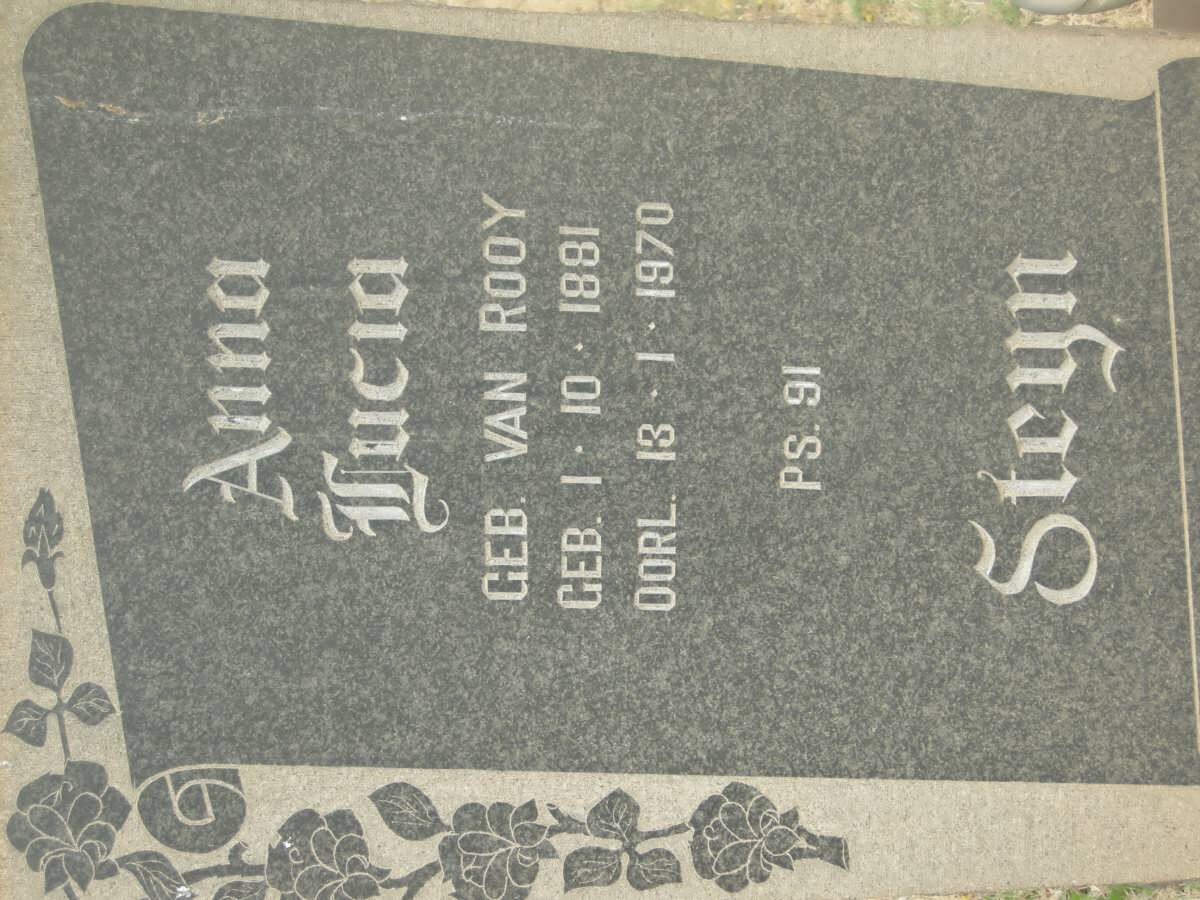 Anna
Lucia
GEB. VAN ROOY
GEB. 1 · 10 · 1881
OORL. 13 · 1 · 1970
PS. 91
Steyn